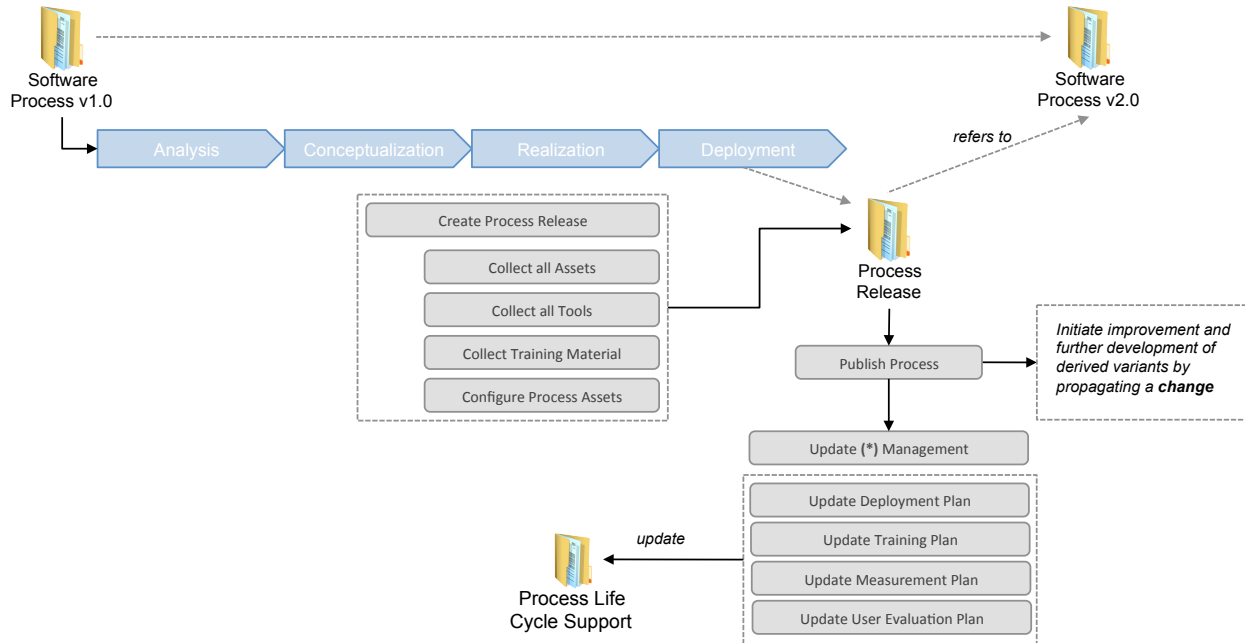 Software
Process v1.0
Software
Process v2.0
Analysis
Conceptualization
Realization
Deployment
refers to
Create Process Release
Collect all Assets
Collect all Tools
Collect Training Material
Configure Process Assets
Process
Release
Publish Process
Initiate improvement and
further development of
derived variants by
propagating a change
Update (*) Management
Update Deployment Plan
Update Training Plan
Update Measurement Plan
Update User Evaluation Plan
update
Process Life
Cycle Support